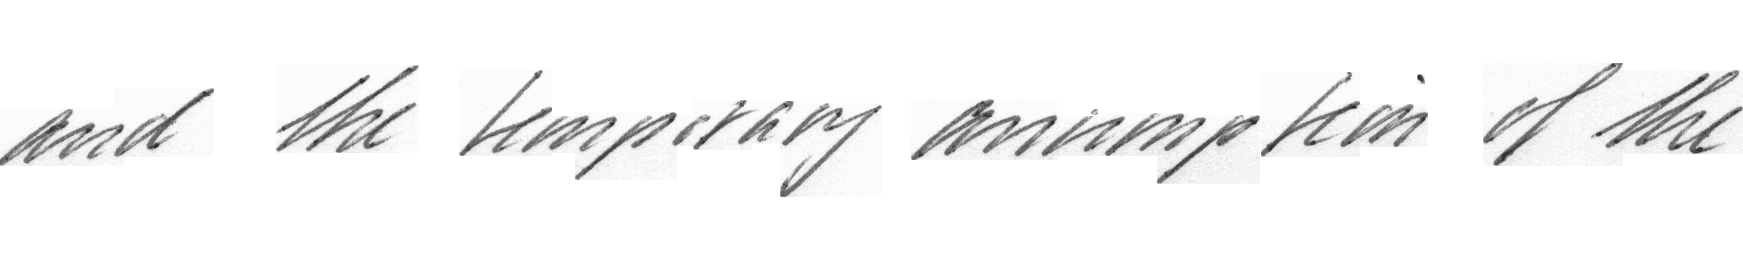 and the temporary assumption of the